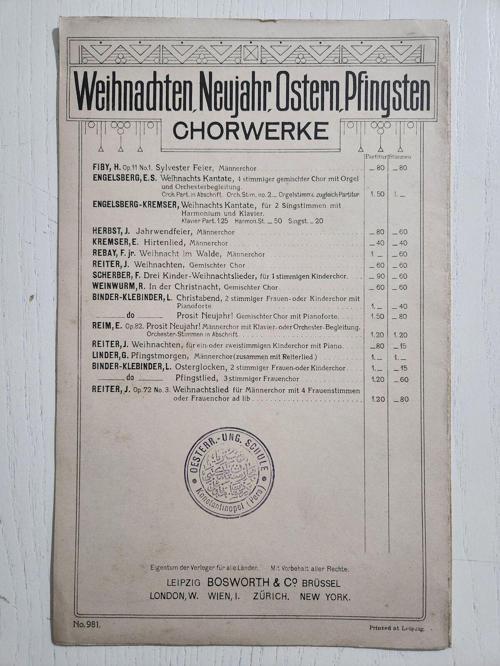 Weihnachten, Neujahr, Ostern, Pfingsten
CHORWERKE
Partitur Stimmen
FIBY, H. Op. 11 No. 1. Sylvester Feier, Männerchor _ 80 _ 80
ENGELSBERG, E.S. Weihnachts Kantate, 4 stimmiger gemischter Chor mit Orgel
und Orchesterbegleitung.
Orch. Part. in Abschrift. Orch. Stim. no. 2._ Orgelstimme zugleich Partitur 1.50 1._
ENGELSBERG-KREMSER, Weihnachts Kantate, für 2 Singstimmen mit
Harmonium und Klavier.
Klavier Part. 1.25 Harmon. St. _ 50 Singst. _ 20
HERBST, J. Jahrwendfeier, Männerchor _ 80 _ 60
KREMSER, E. Hirtenlied, Männerchor _ 40 _ 40
REBAY, F. jr. Weihnacht im Walde, Männerchor 1 _ _ 60
REITER, J. Weihnachten, Gemischter Chor _ 60 _ 60
SCHERBER, F. Drei Kinder-Weihnachtslieder, für 1 stimmigen Kinderchor. _ 90 _ 60
WEINWURM, R. In der Christnacht, Gemischter Chor _ 60 _ 60
BINDER-KLEBINDER, L. Christabend, 2 stimmiger Frauen- oder Kinderchor mit
Pianoforte 1._ _ 40
do Prosit Neujahr! Gemischter Chor mit Pianoforte. 1.50 _ 80
REIM, E. Op. 82. Prosit Neujahr! Männerchor mit Klavier- oder Orchester-Begleitung.
Orchester-Stimmen in Abschrift. 1.20 1.20
REITER, J. Weihnachten, für ein oder zweistimmigen Kinderchor mit Piano. _ 80 _ 15
LINDER, G. Pfingstmorgen, Männerchor (zusammen mit Reiterlied) 1._ 1._
BINDER-KLEBINDER, L. Osterglocken, 2 stimmiger Frauen- oder Kinderchor 1._ _ 15
do Pfingstlied, 3 stimmiger Frauenchor 1.20 _ 60
REITER, J. Op. 72 No. 3. Weihnachtslied für Männerchor mit 4 Frauenstimmen
oder Frauenchor ad lib 1.20 _ 80
OESTERR.-UNG. SCHULE
Konstantinopel (Pera)
Eigentum der Verleger für alle Länder. Mit Vorbehalt aller Rechte.
LEIPZIG BOSWORTH & Co. BRÜSSEL
LONDON, W. WIEN, I. ZÜRICH. NEW YORK.
No. 981. Printed at Leipzig.